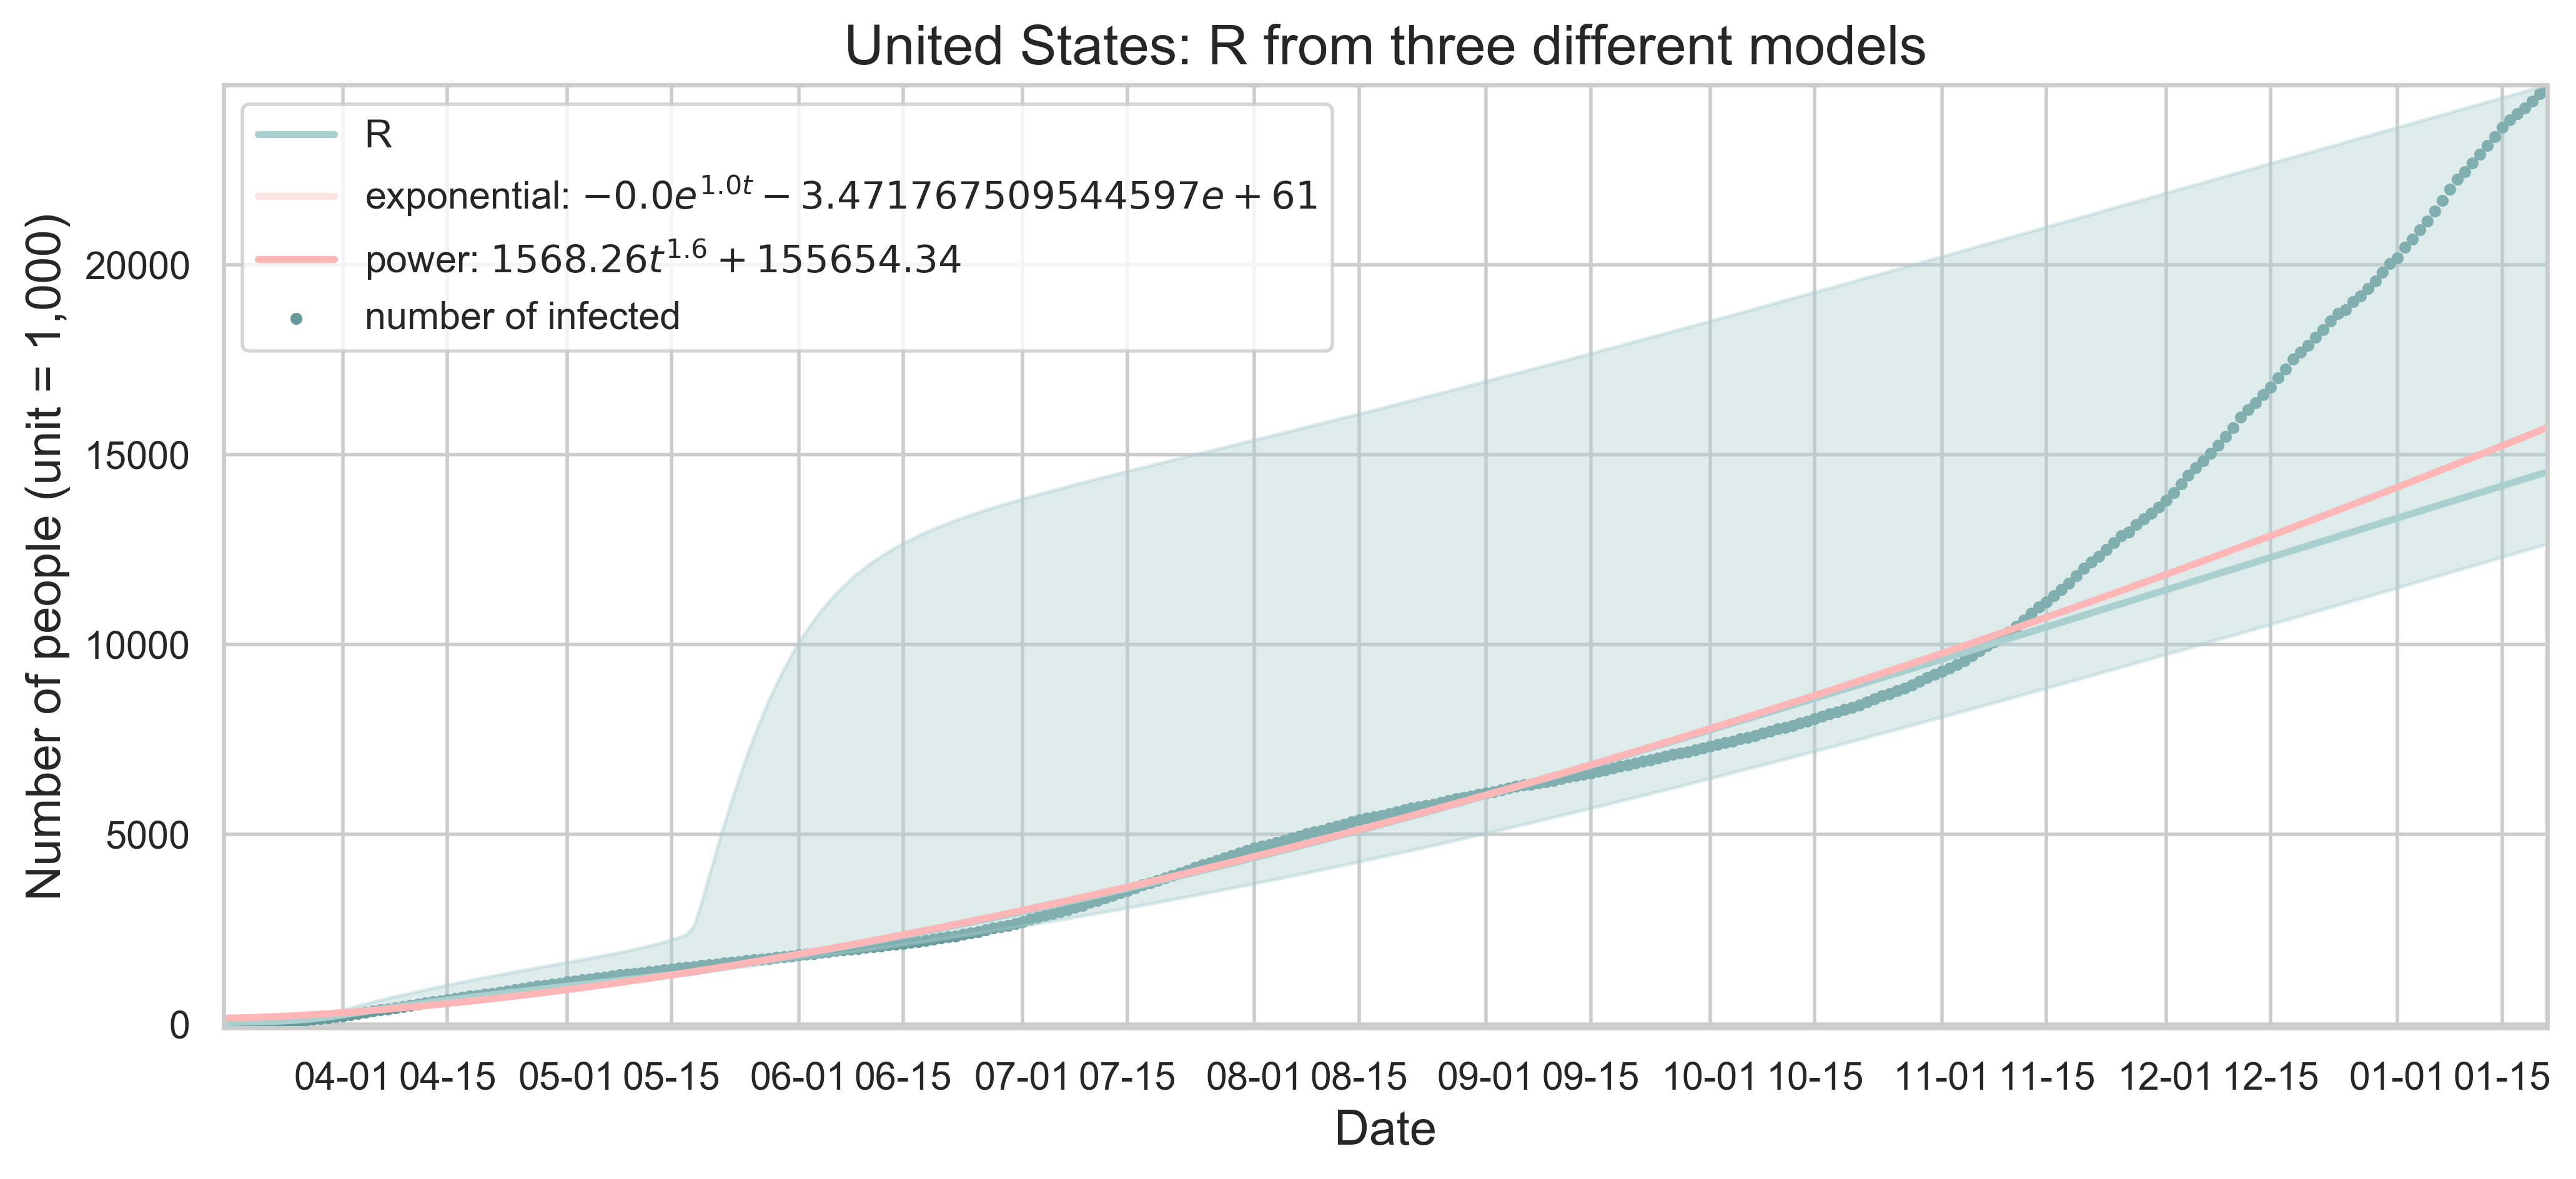 United States: R from three different models
R
exponential: −0.0e^{1.0t} − 3.471767509544597e + 61
power: 1568.26t^{1.6} + 155654.34
number of infected
Number of people (unit = 1,000)
20000
15000
10000
5000
0
04-01 04-15 05-01 05-15 06-01 06-15 07-01 07-15 08-01 08-15 09-01 09-15 10-01 10-15 11-01 11-15 12-01 12-15 01-01 01-15
Date